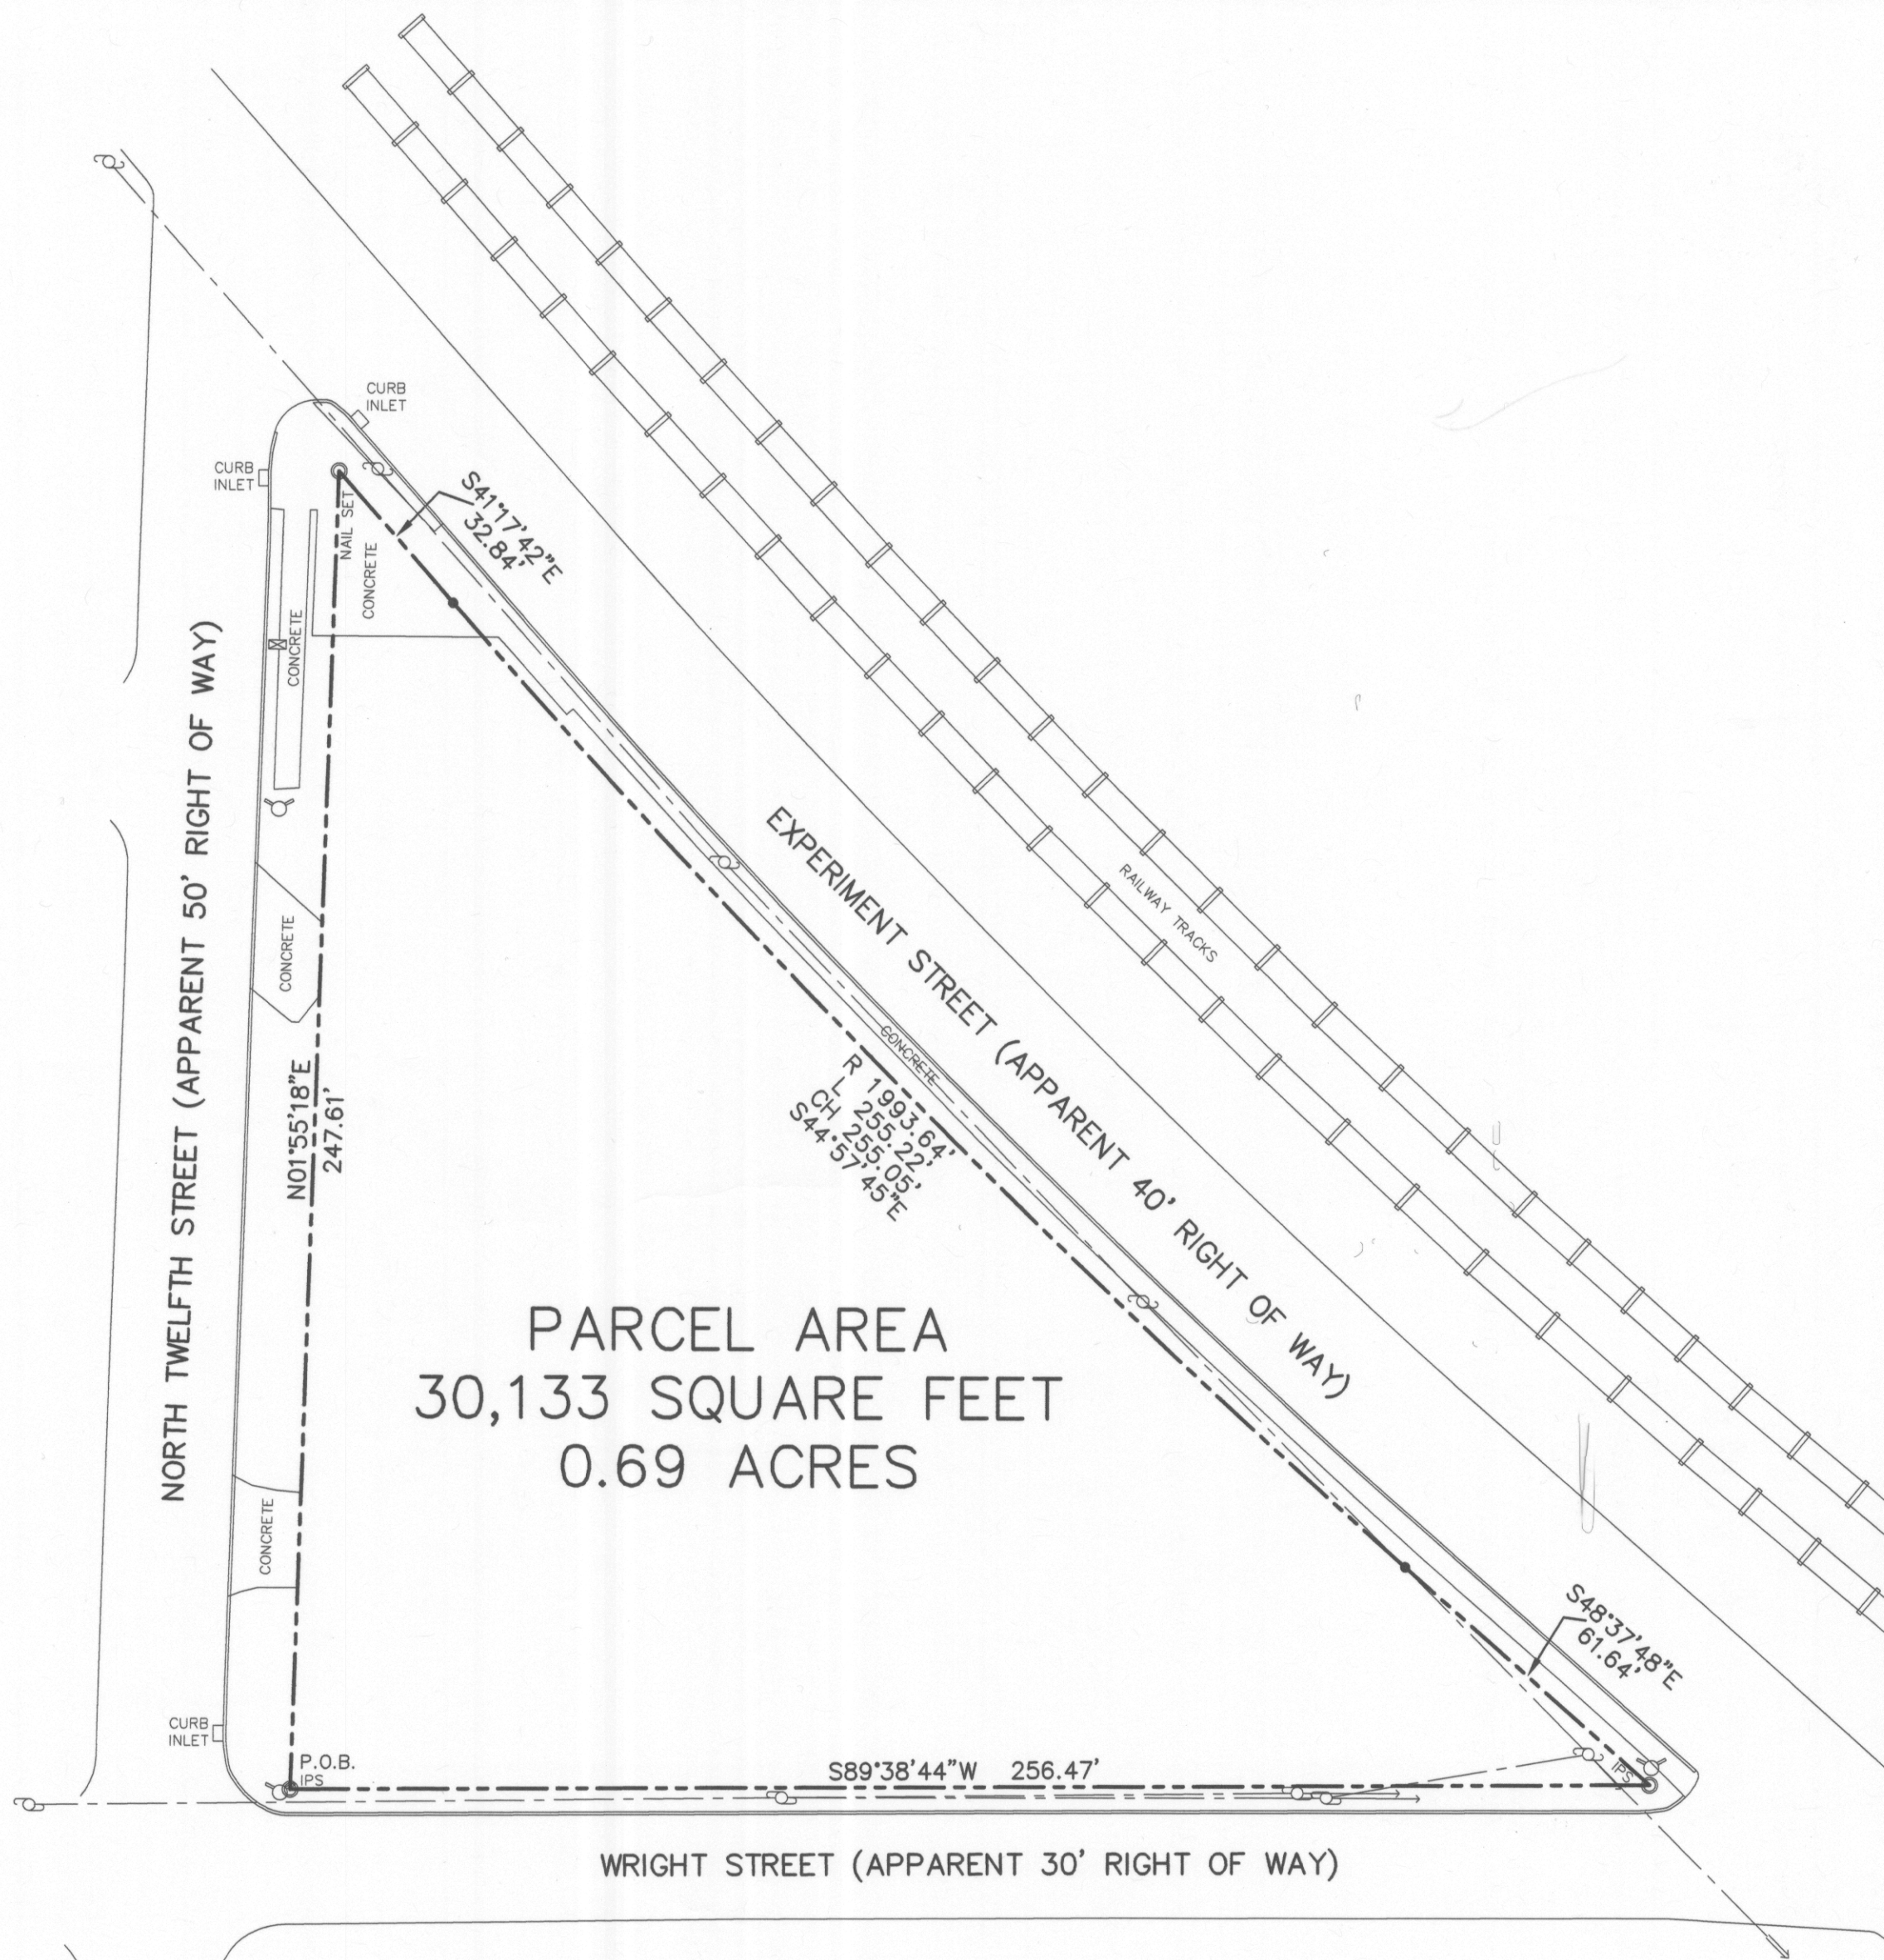 CURB
INLET
CURB
INLET
S41°17'42"E
32.84'
NAIL SET
CONCRETE
CONCRETE
NORTH TWELFTH STREET (APPARENT 50' RIGHT OF WAY)
EXPERIMENT STREET (APPARENT 40' RIGHT OF WAY)
RAILWAY TRACKS
CONCRETE
CONCRETE
N01°55'18"E
247.61'
R 1993.64'
L 255.22'
CH 255.05'
S44°57'45"E
PARCEL AREA
30,133 SQUARE FEET
0.69 ACRES
CONCRETE
S48°37'48"E
61.64'
CURB
INLET
P.O.B.
IPS
S89°38'44"W 256.47'
IPS
WRIGHT STREET (APPARENT 30' RIGHT OF WAY)